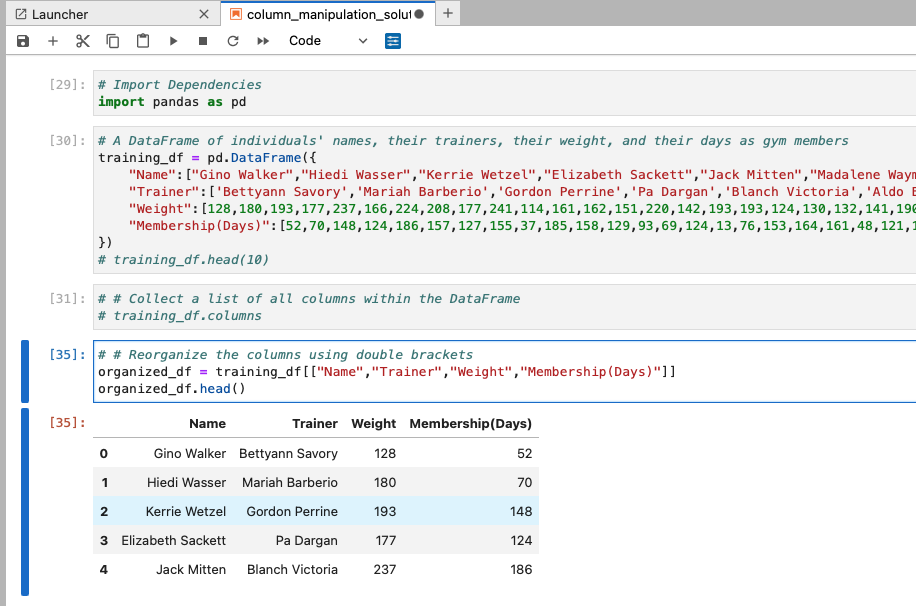 Launcher
column_manipulation_solut
Code
[29]:
# Import Dependencies
import pandas as pd
[30]:
# A DataFrame of individuals' names, their trainers, their weight, and their days as gym members
training_df = pd.DataFrame({
"Name":["Gino Walker","Hiedi Wasser","Kerrie Wetzel","Elizabeth Sackett","Jack Mitten","Madalene Waym
"Trainer":['Bettyann Savory','Mariah Barberio','Gordon Perrine','Pa Dargan','Blanch Victoria','Aldo B
"Weight":[128,180,193,177,237,166,224,208,177,241,114,161,162,151,220,142,193,193,124,130,132,141,190
"Membership(Days)":[52,70,148,124,186,157,127,155,37,185,158,129,93,69,124,13,76,153,164,161,48,121,1
})
# training_df.head(10)
[31]:
# # Collect a list of all columns within the DataFrame
# training_df.columns
[35]:
# # Reorganize the columns using double brackets
organized_df = training_df[["Name","Trainer","Weight","Membership(Days)"]]
organized_df.head()
[35]:
Name Trainer Weight Membership(Days)
0 Gino Walker Bettyann Savory 128 52
1 Hiedi Wasser Mariah Barberio 180 70
2 Kerrie Wetzel Gordon Perrine 193 148
3 Elizabeth Sackett Pa Dargan 177 124
4 Jack Mitten Blanch Victoria 237 186